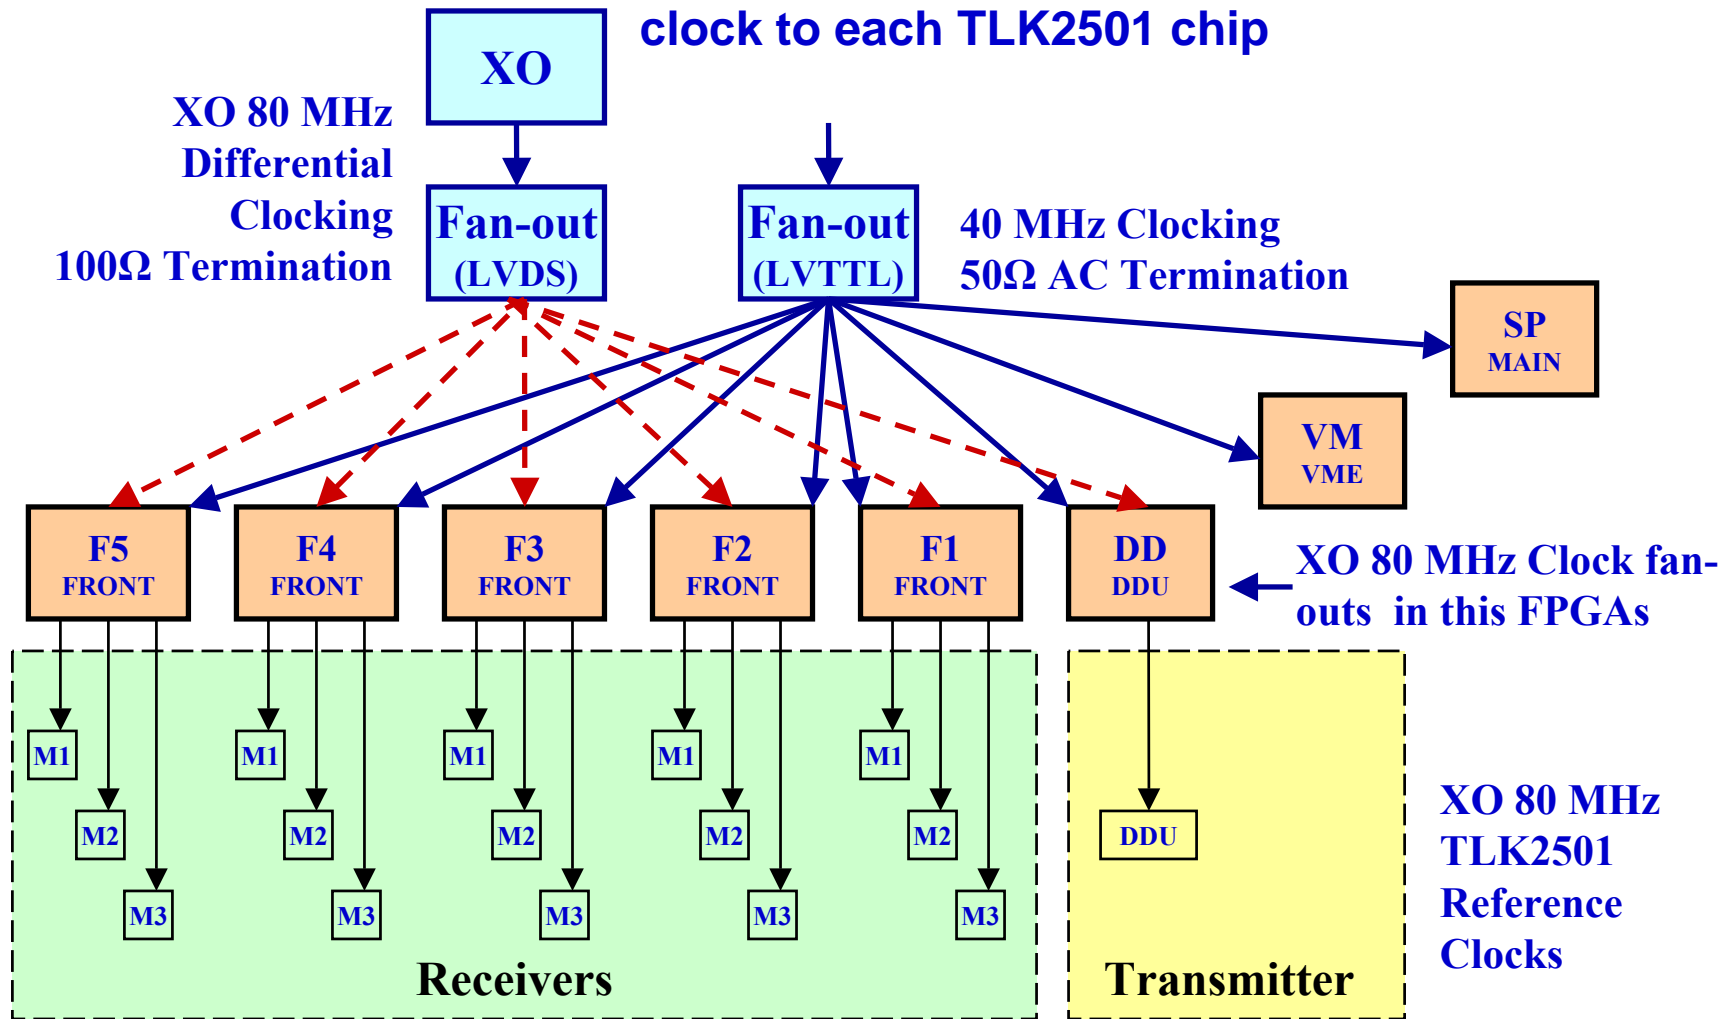 clock to each TLK2501 chip
XO
XO 80 MHz
Differential
Clocking
100Ω Termination
Fan-out
(LVDS)
Fan-out
(LVTTL)
40 MHz Clocking
50Ω AC Termination
SP
MAIN
VM
VME
F5
FRONT
F4
FRONT
F3
FRONT
F2
FRONT
F1
FRONT
DD
DDU
XO 80 MHz Clock fan-
outs in this FPGAs
M1
M1
M1
M1
M1
M2
M2
M2
M2
M2
DDU
M3
M3
M3
M3
M3
XO 80 MHz
TLK2501
Reference
Clocks
Receivers
Transmitter